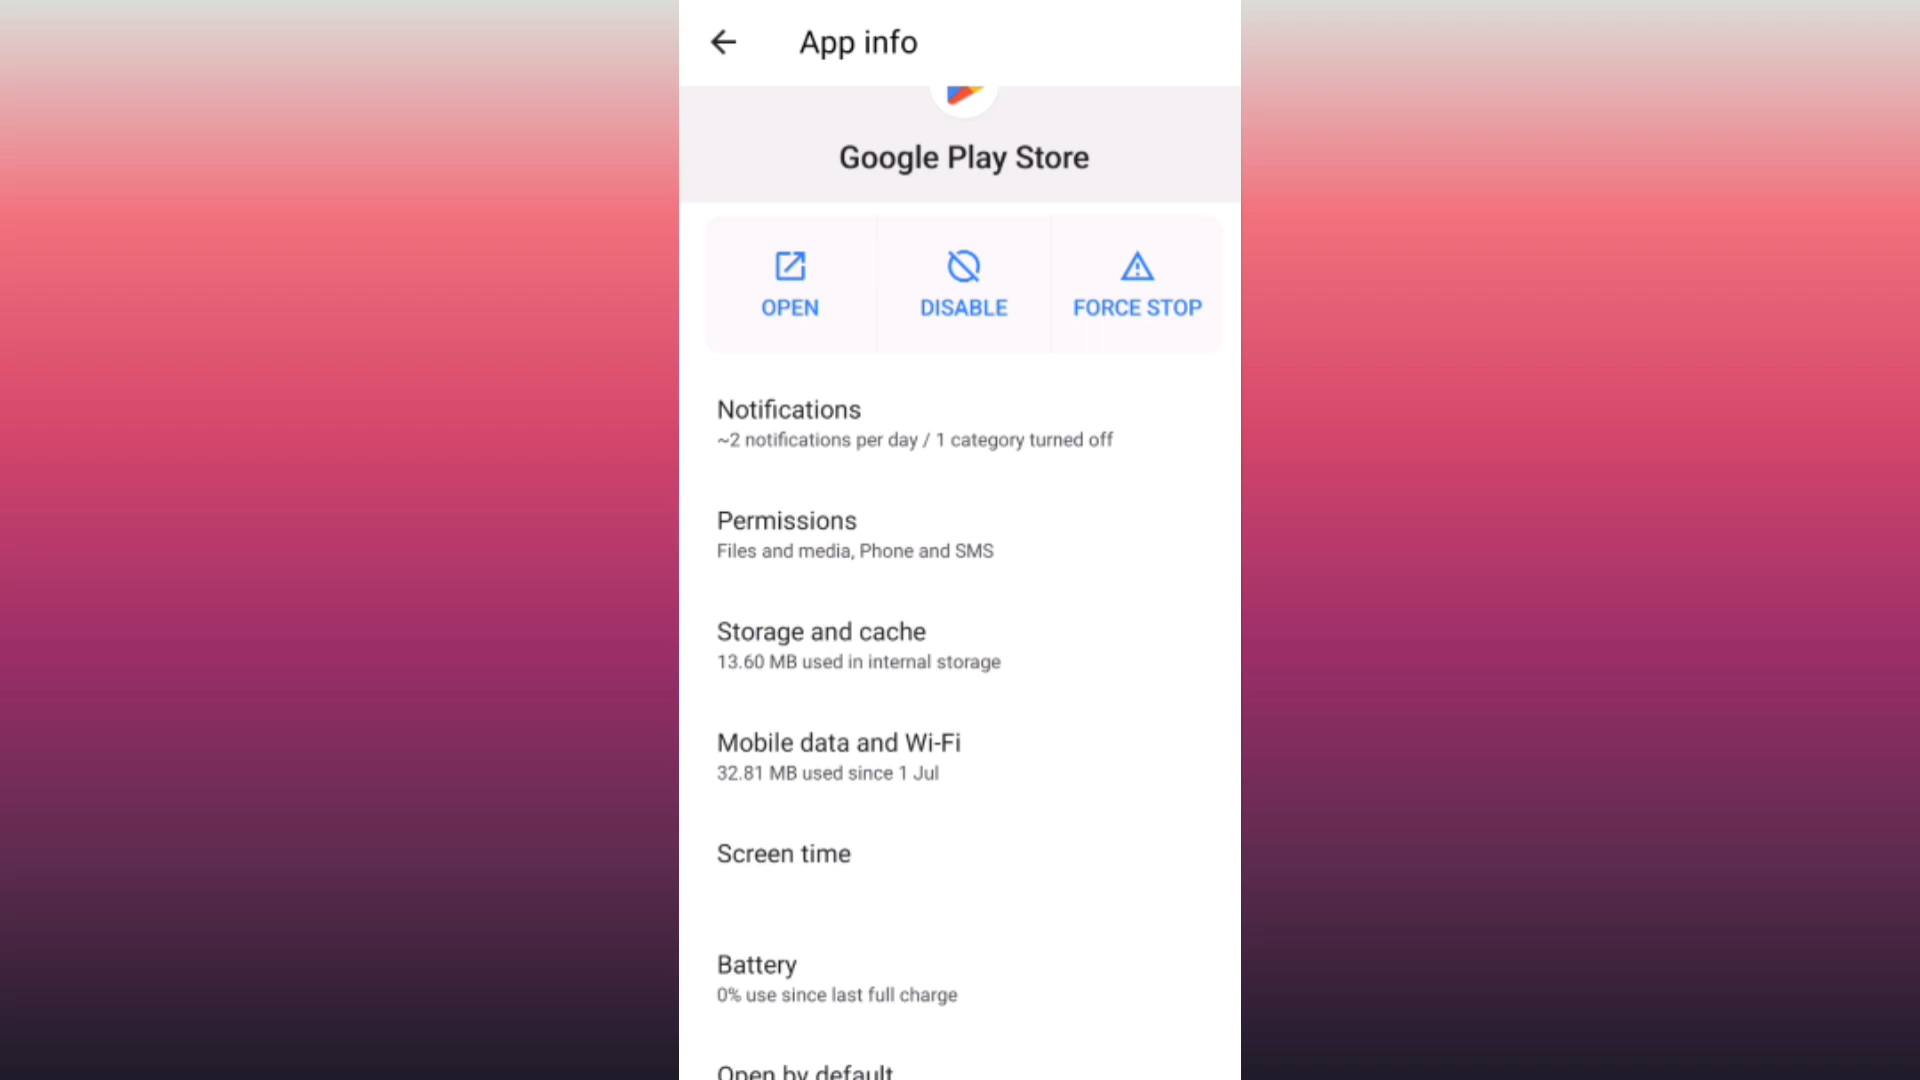 App info
Google Play Store
OPEN
DISABLE
FORCE STOP
Notifications
~2 notifications per day / 1 category turned off
Permissions
Files and media, Phone and SMS
Storage and cache
13.60 MB used in internal storage
Mobile data and Wi-Fi
32.81 MB used since 1 Jul
Screen time
Battery
0% use since last full charge
Open by default